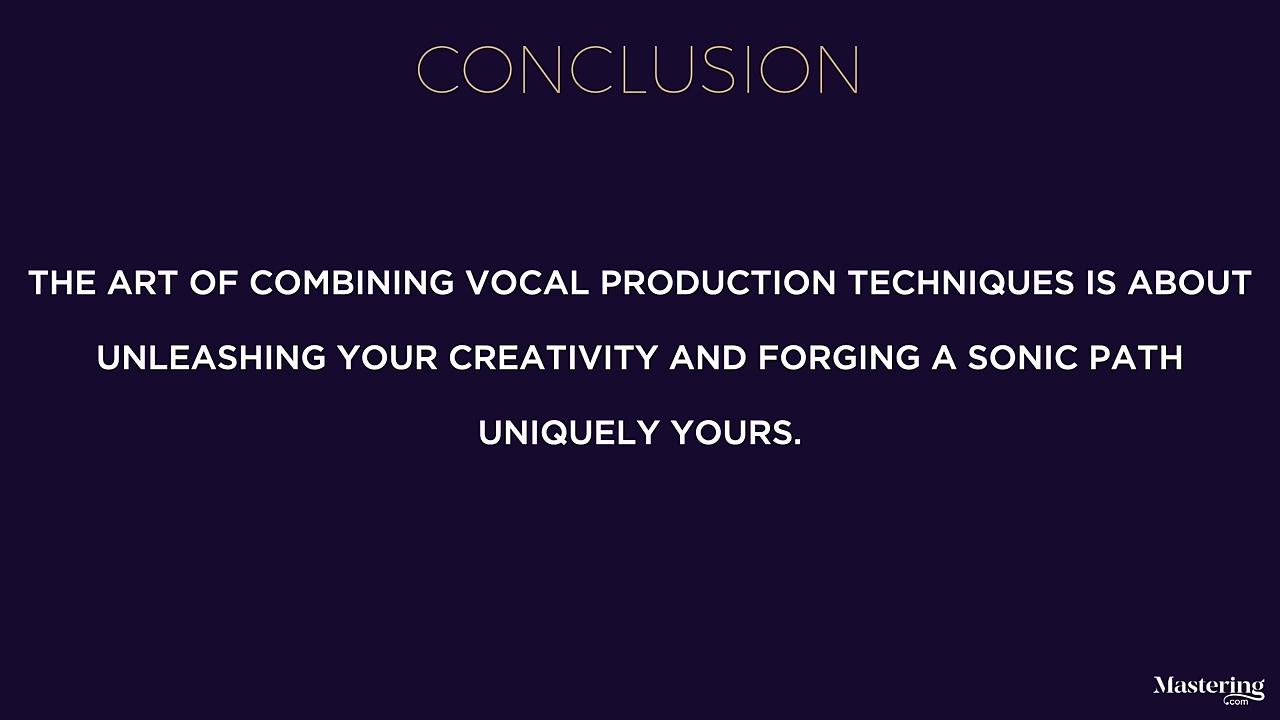 CONCLUSION
THE ART OF COMBINING VOCAL PRODUCTION TECHNIQUES IS ABOUT
UNLEASHING YOUR CREATIVITY AND FORGING A SONIC PATH
UNIQUELY YOURS.
Mastering
.com